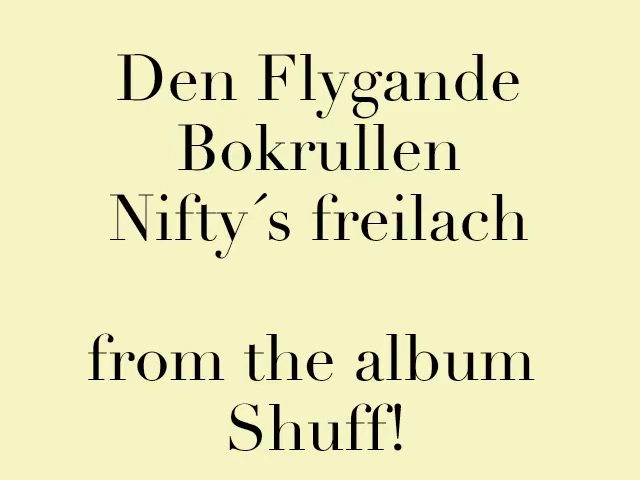 Den Flygande
Bokrullen
Nifty´s freilach
from the album
Shuff!